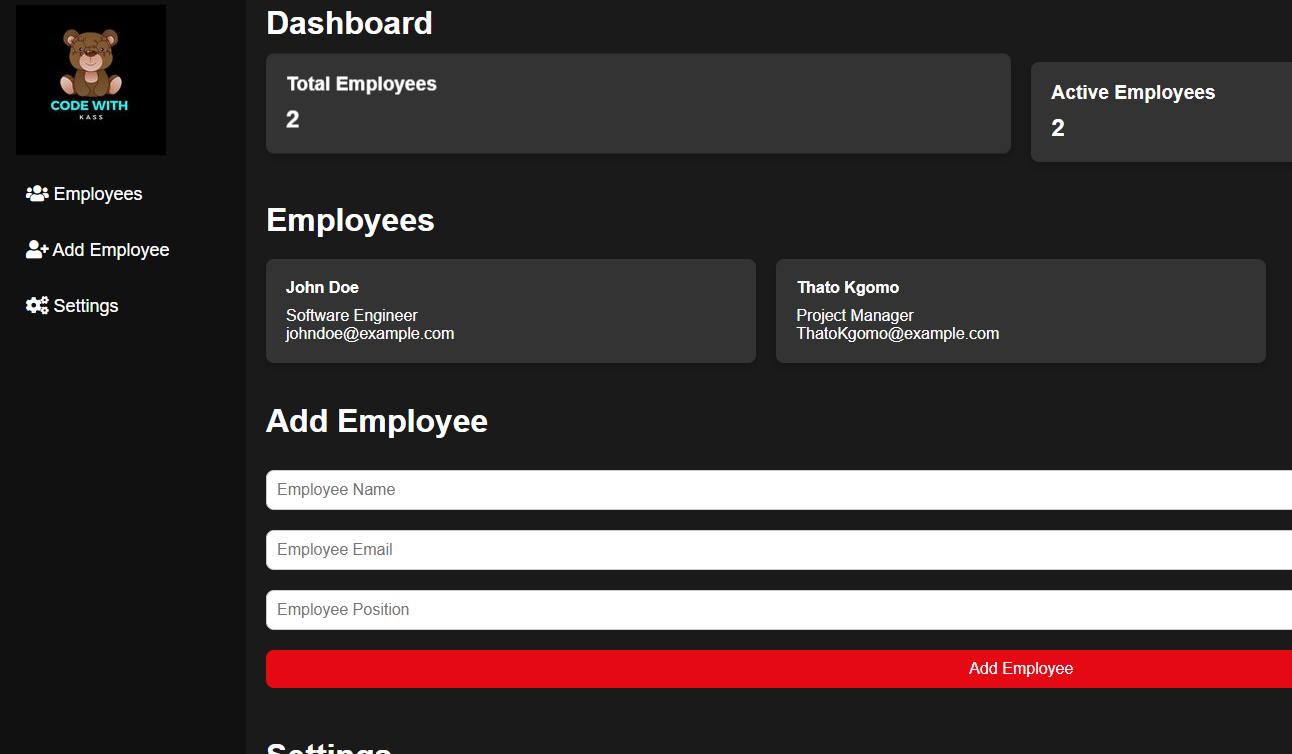 CODE WITH
KASS
Employees
Add Employee
Settings
Dashboard
Total Employees
2
Active Employees
2
Employees
John Doe
Software Engineer
johndoe@example.com
Thato Kgomo
Project Manager
ThatoKgomo@example.com
Add Employee
Employee Name
Employee Email
Employee Position
Add Employee
Settings